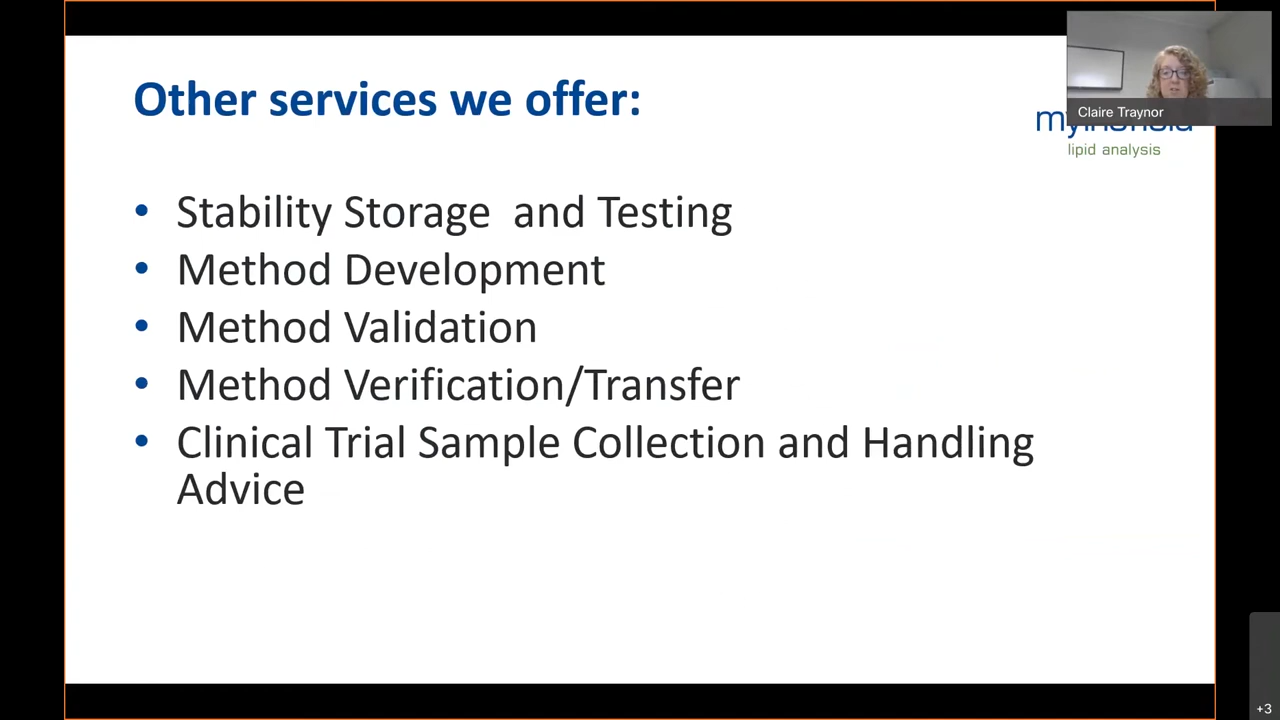 Other services we offer:
Claire Traynor
lipid analysis
• Stability Storage  and Testing
• Method Development
• Method Validation
• Method Verification/Transfer
• Clinical Trial Sample Collection and Handling
Advice
+3